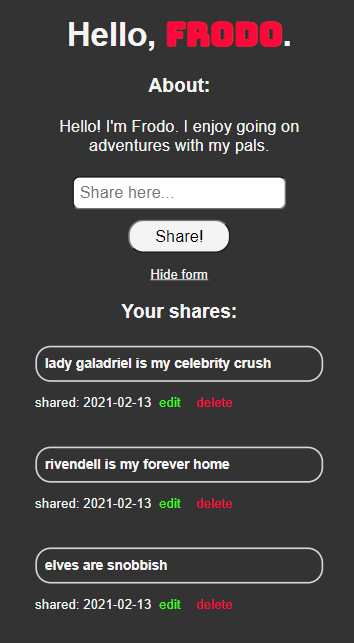 Hello, FRODO.
About:
Hello! I'm Frodo. I enjoy going on
adventures with my pals.
Share here...
Share!
Hide form
Your shares:
lady galadriel is my celebrity crush
shared: 2021-02-13 edit delete
rivendell is my forever home
shared: 2021-02-13 edit delete
elves are snobbish
shared: 2021-02-13 edit delete